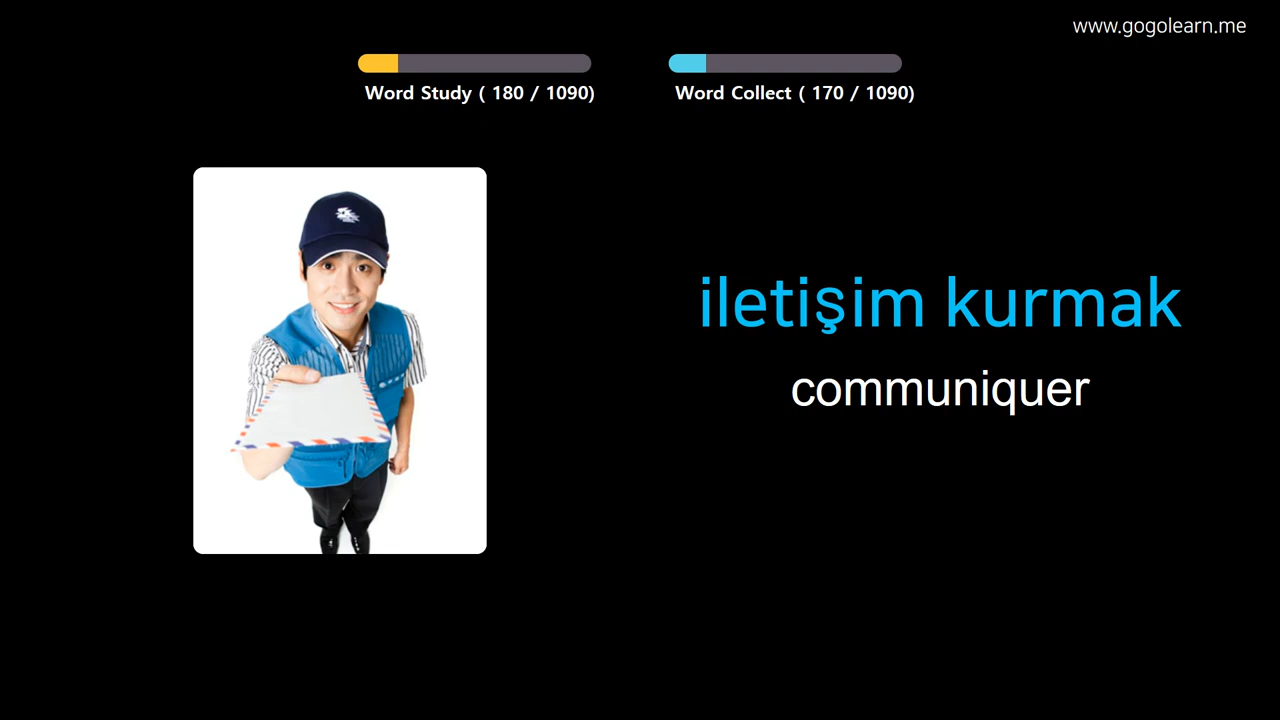 www.gogolearn.me
Word Study ( 180 / 1090)
Word Collect ( 170 / 1090)
iletişim kurmak
communiquer